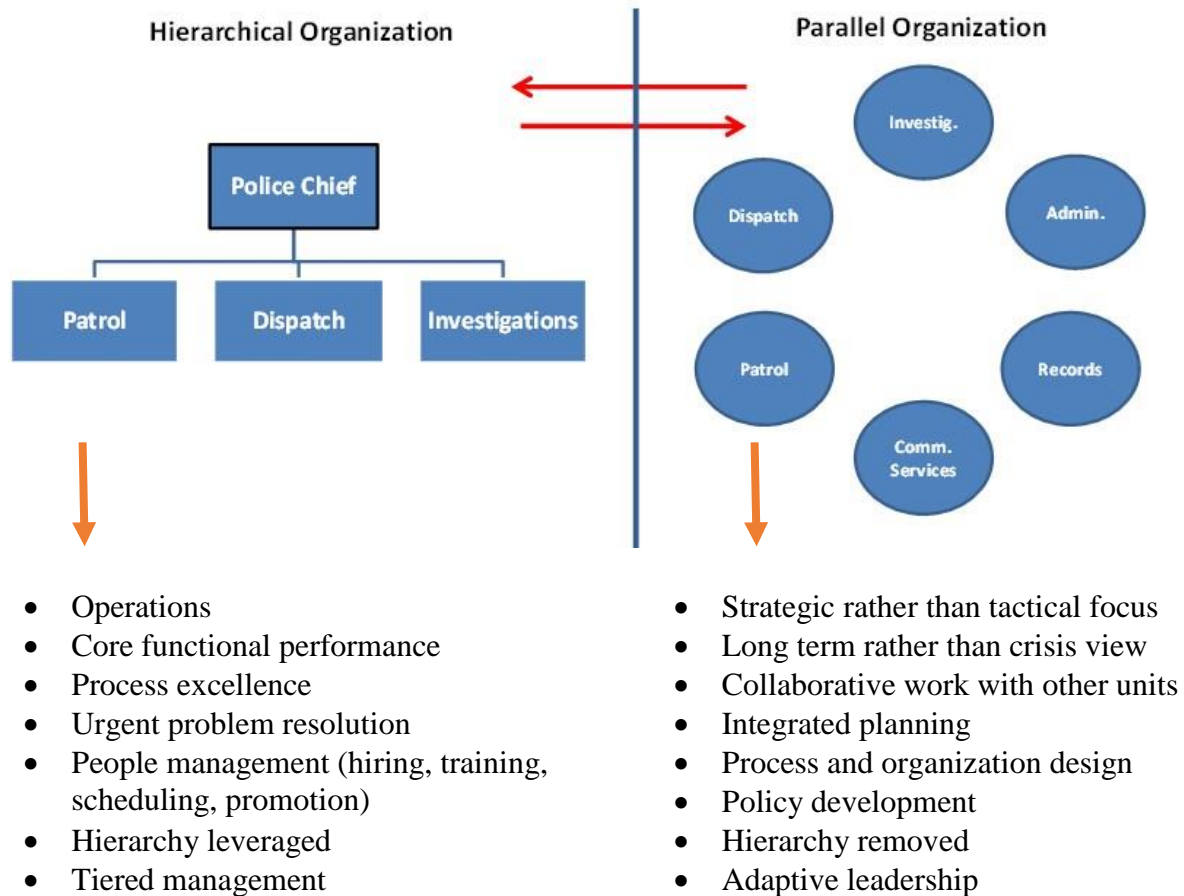 Hierarchical Organization
Police Chief
Patrol
Dispatch
Investigations
Parallel Organization
Investig.
Dispatch
Admin.
Patrol
Records
Comm.
Services
• Operations
• Core functional performance
• Process excellence
• Urgent problem resolution
• People management (hiring, training,
scheduling, promotion)
• Hierarchy leveraged
• Tiered management
• Strategic rather than tactical focus
• Long term rather than crisis view
• Collaborative work with other units
• Integrated planning
• Process and organization design
• Policy development
• Hierarchy removed
• Adaptive leadership